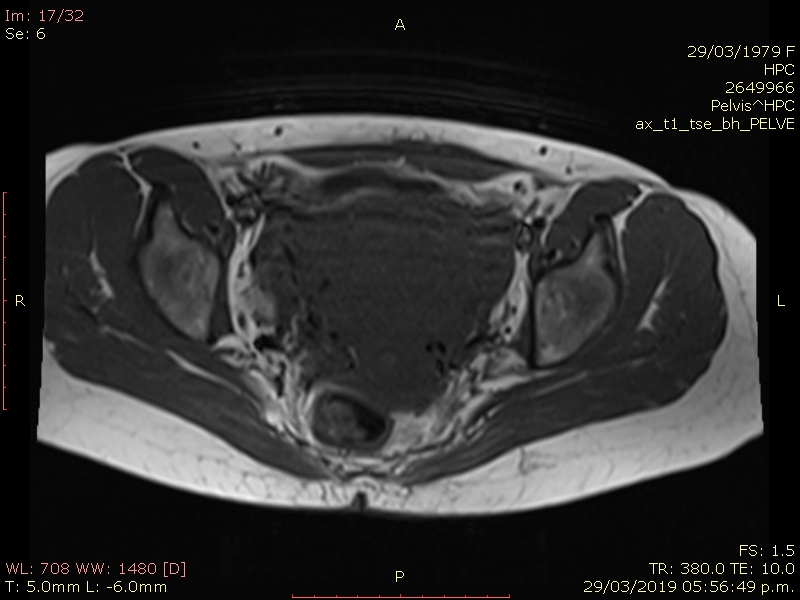 Im: 17/32
Se: 6
A
29/03/1979 F
HPC
2649966
Pelvis^HPC
ax_t1_tse_bh_PELVE
R
L
WL: 708 WW: 1480 [D]
T: 5.0mm L: -6.0mm
P
FS: 1.5
TR: 380.0 TE: 10.0
29/03/2019 05:56:49 p.m.